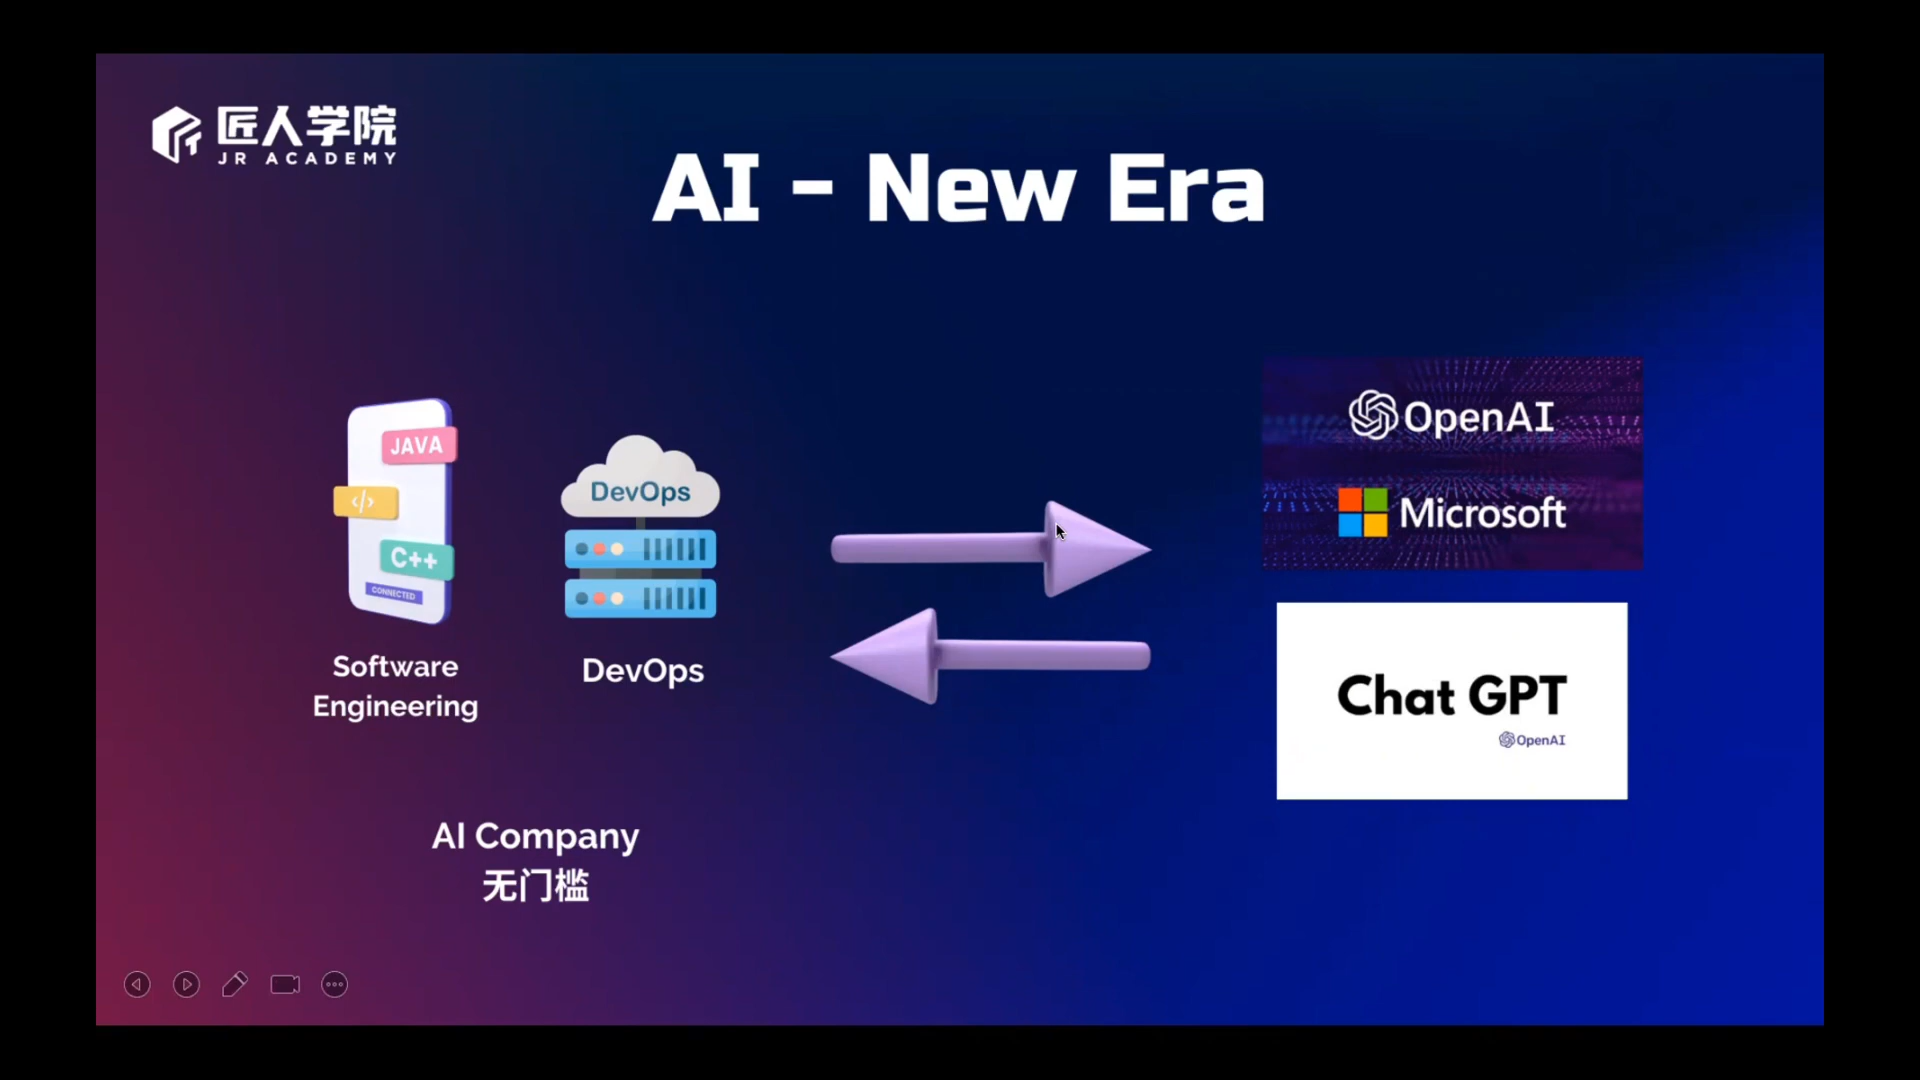 匠人学院
JR ACADEMY
AI - New Era
JAVA
</>
C++
CONNECTED
Software
Engineering
DevOps
DevOps
OpenAI
Microsoft
Chat GPT
OpenAI
AI Company
无门槛